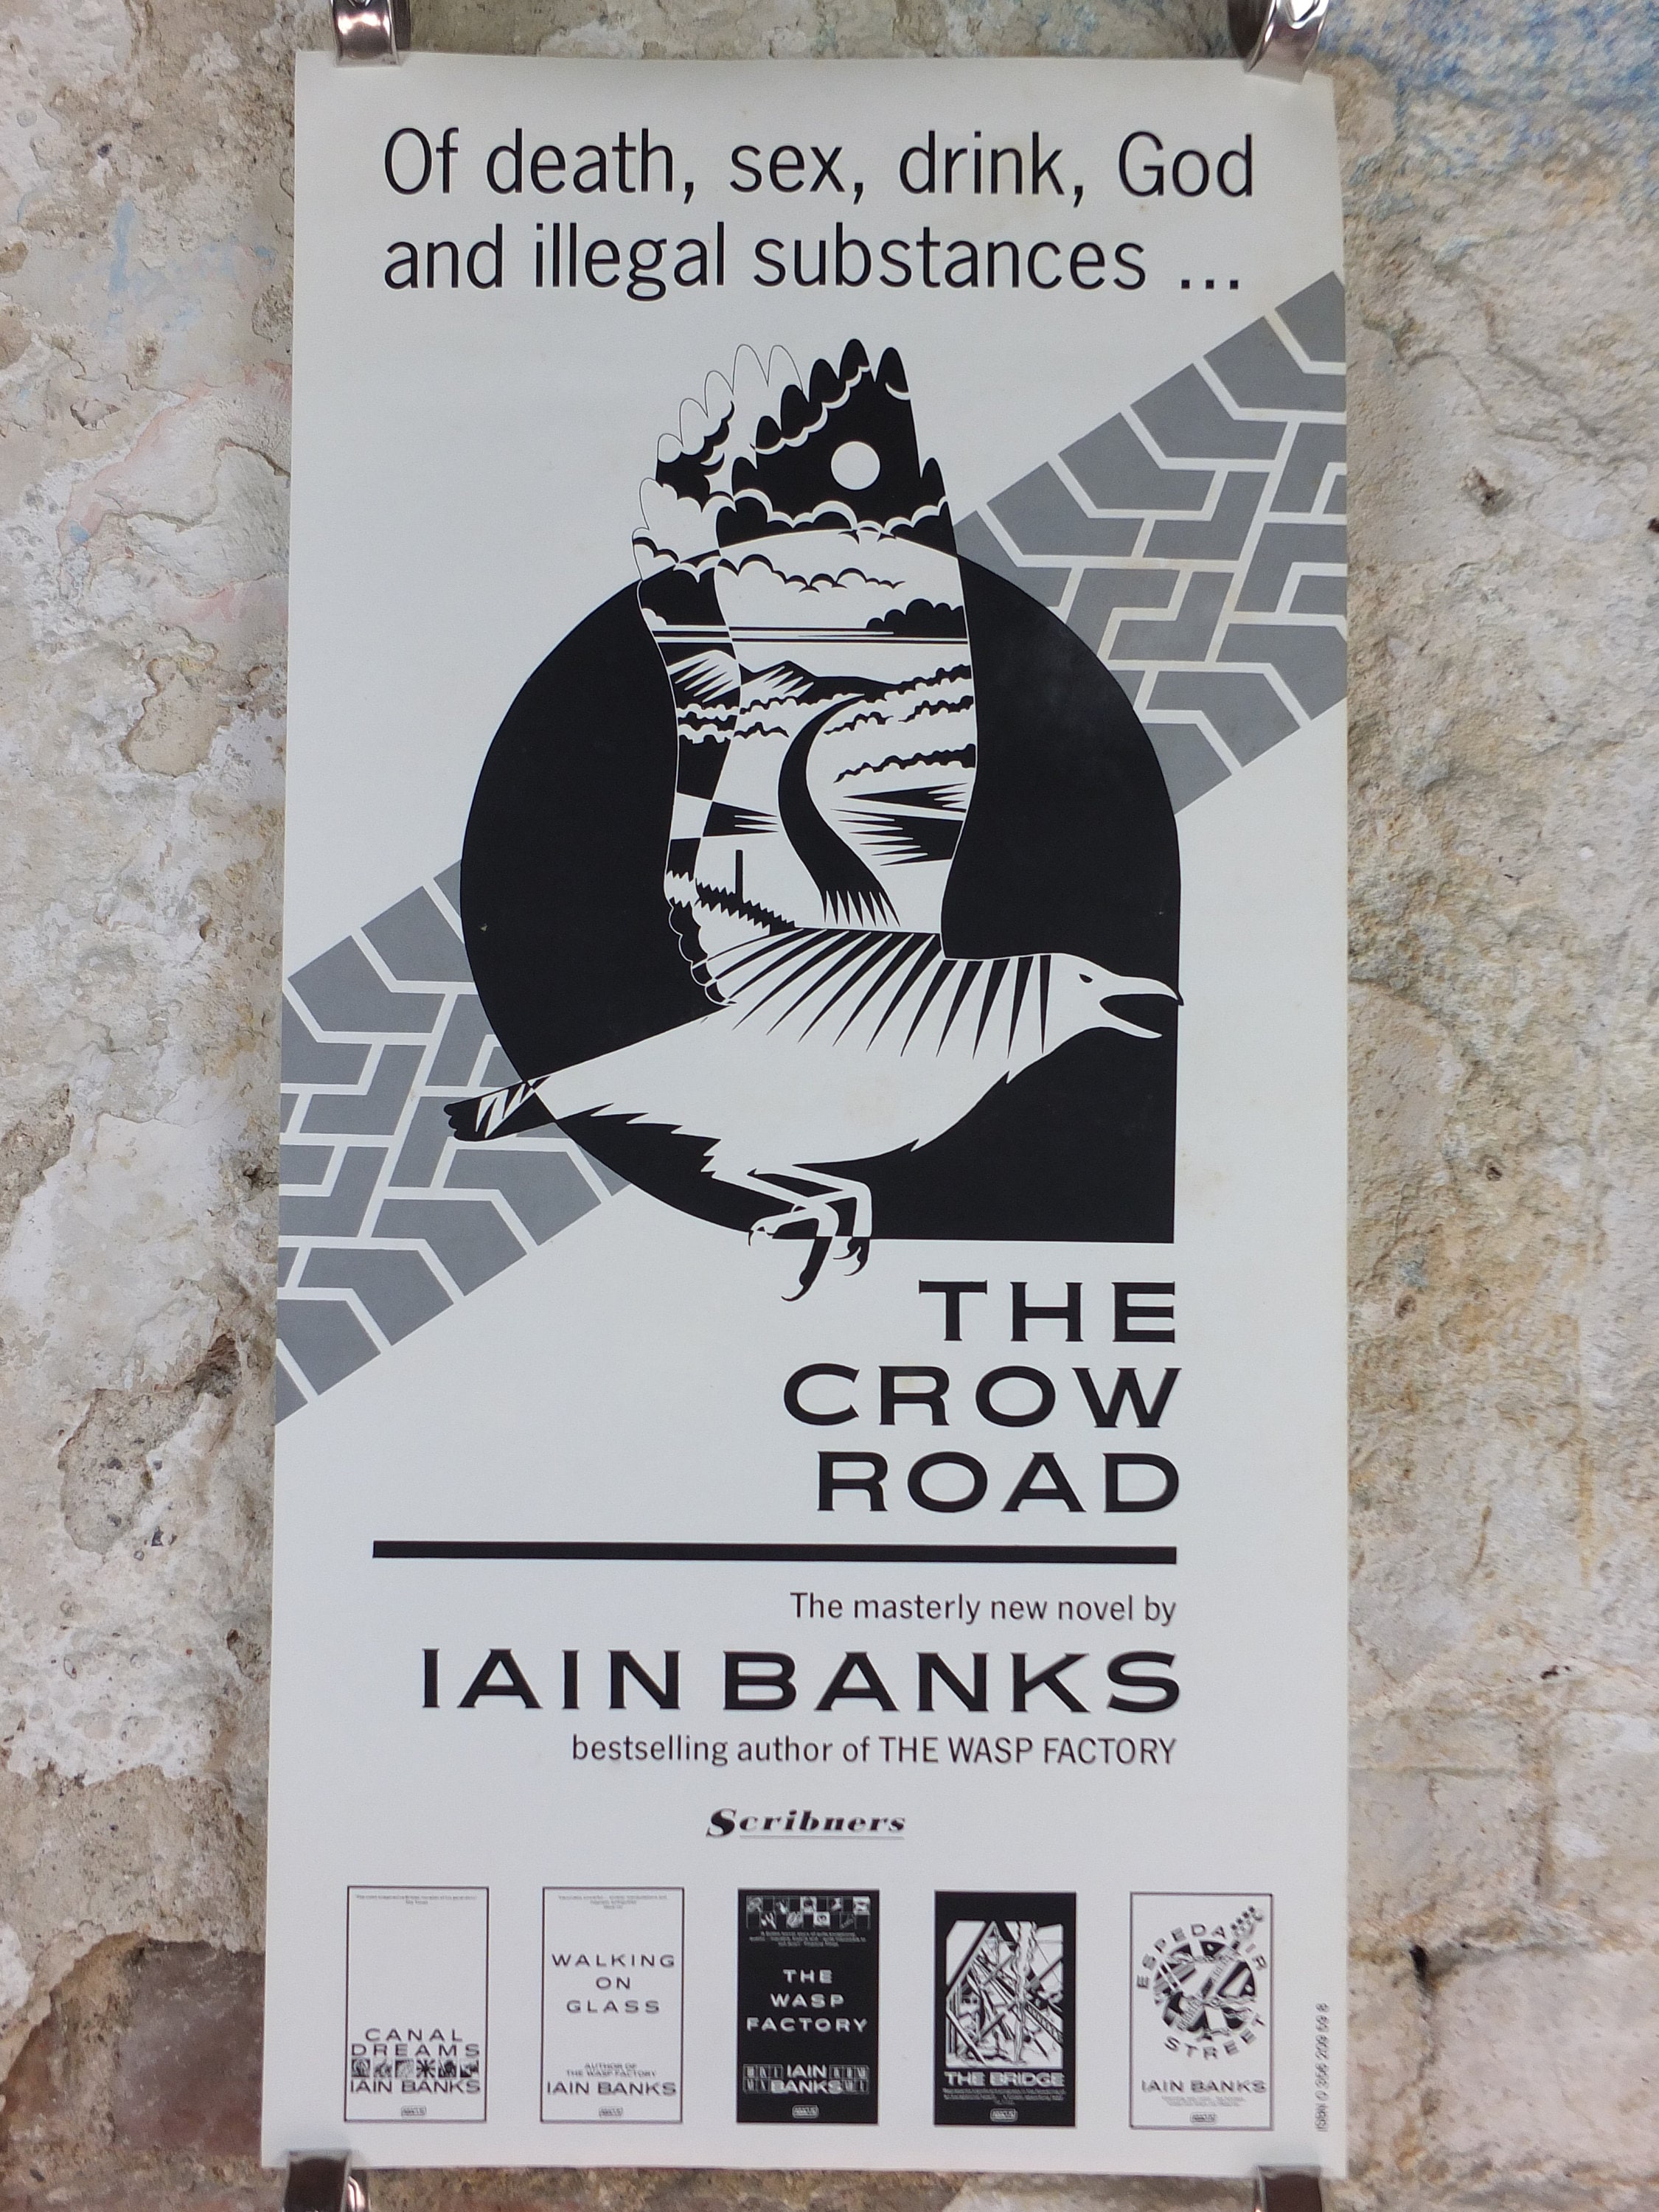 Of death, sex, drink, God
and illegal substances ...
THE
CROW
ROAD
The masterly new novel by
IAIN BANKS
bestselling author of THE WASP FACTORY
Scribners
CANAL
DREAMS
IAIN BANKS
WALKING
ON
GLASS
AUTHOR OF
THE WASP FACTORY
IAIN BANKS
THE
WASP
FACTORY
IAIN
BANKS
THE BRIDGE
ESPEDAIR
STREET
IAIN BANKS